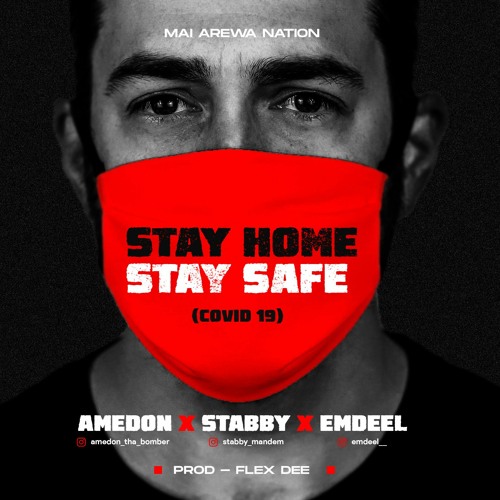 MAI AREWA NATION
STAY HOME
STAY SAFE
(COVID 19)
AMEDON X STABBY X EMDEEL
amedon_tha_bomber stabby_mandem emdeel__
PROD – FLEX DEE